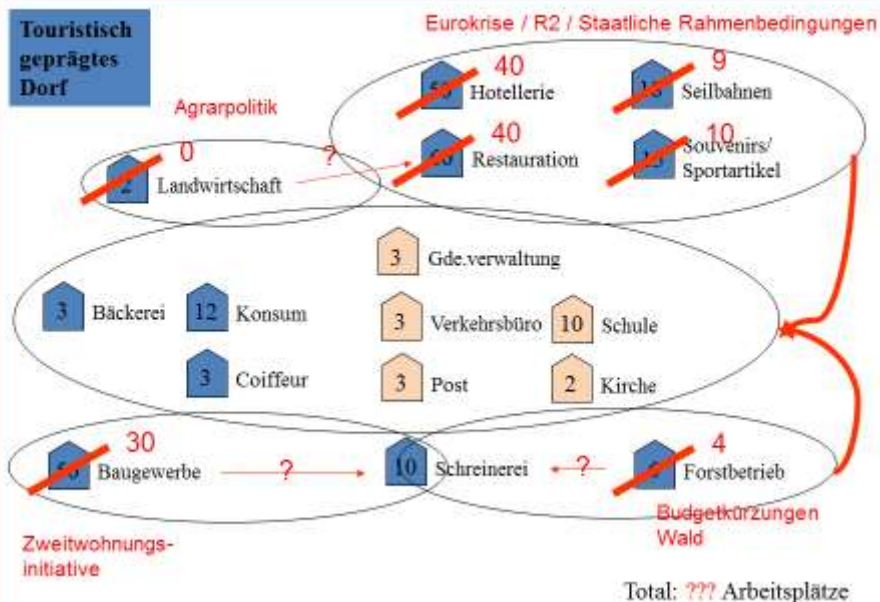 Touristisch
geprägtes
Dorf
Eurokrise / R2 / Staatliche Rahmenbedingungen
40
Hotellerie
9
Seilbahnen
Agrarpolitik
0
2
Landwirtschaft
?
40
Restauration
10
Souvenirs/
Sportartikel
3
Gde.verwaltung
3
Bäckerei
12
Konsum
3
Verkehrsbüro
10
Schule
3
Coiffeur
3
Post
2
Kirche
30
Baugewerbe
?
10
Schreinerei
?
4
Forstbetrieb
Zweitwohnungs-
initiative
Budgetkürzungen
Wald
Total: ??? Arbeitsplätze